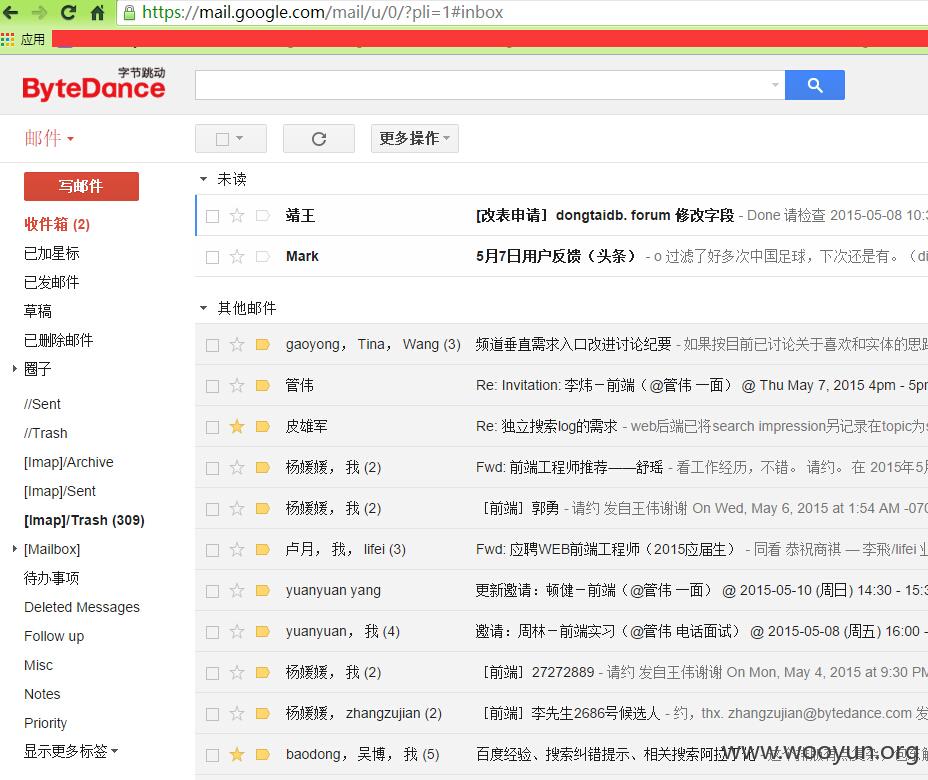 https://mail.google.com/mail/u/0/?pli=1#inbox
应用
字节跳动
ByteDance
邮件
更多操作
写邮件
收件箱 (2)
已加星标
已发邮件
草稿
已删除邮件
圈子
//Sent
//Trash
[Imap]/Archive
[Imap]/Sent
[Imap]/Trash (309)
[Mailbox]
待办事项
Deleted Messages
Follow up
Misc
Notes
Priority
显示更多标签
未读
靖王 [改表申请] dongtaidb. forum 修改字段 - Done 请检查 2015-05-08 10:3
Mark 5月7日用户反馈（头条） - o 过滤了好多次中国足球，下次还是有。（di
其他邮件
gaoyong， Tina， Wang (3) 频道垂直需求入口改进讨论纪要 - 如果按目前已讨论关于喜欢和实体的思路
管伟 Re: Invitation: 李炜－前端（@管伟 一面） @ Thu May 7, 2015 4pm - 5pm
皮雄军 Re: 独立搜索log的需求 - web后端已将search impression另记录在topic为s
杨媛媛， 我 (2) Fwd: 前端工程师推荐——舒瑶 - 看工作经历，不错。 请约。在 2015年5月
杨媛媛， 我 (2) ［前端］郭勇 - 请约 发自王伟谢谢 On Wed, May 6, 2015 at 1:54 AM -070
卢月， 我， lifei (3) Fwd: 应聘WEB前端工程师（2015应届生） - 同看 恭祝商祺 — 李飛/lifei 业
yuanyuan yang 更新邀请：顿健－前端（@管伟 一面） @ 2015-05-10 (周日) 14:30 - 15:3
yuanyuan， 我 (4) 邀请：周林－前端实习（@管伟 电话面试） @ 2015-05-08 (周五) 16:00 -
杨媛媛， 我 (2) ［前端］27272889 - 请约 发自王伟谢谢 On Mon, May 4, 2015 at 9:30 PM
杨媛媛， zhangzujian (2) ［前端］李先生2686号候选人 - 约，thx. zhangzujian@bytedance.com 发
baodong，吴博，我 (5) 百度经验、搜索纠错提示、相关搜索阿拉丁化
www.wooyun.org